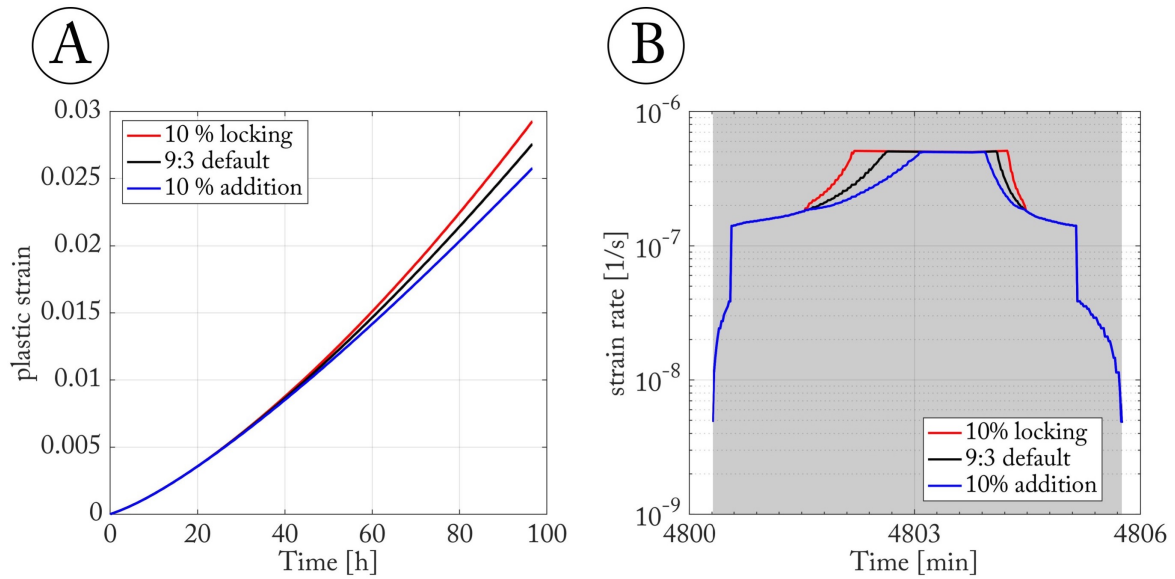 A
plastic strain
0.03
0.025
0.02
0.015
0.01
0.005
0
10 % locking
9:3 default
10 % addition
0 20 40 60 80 100
Time [h]
B
strain rate [1/s]
10-6
10-7
10-8
10-9
10% locking
9:3 default
10% addition
4800 4803 4806
Time [min]